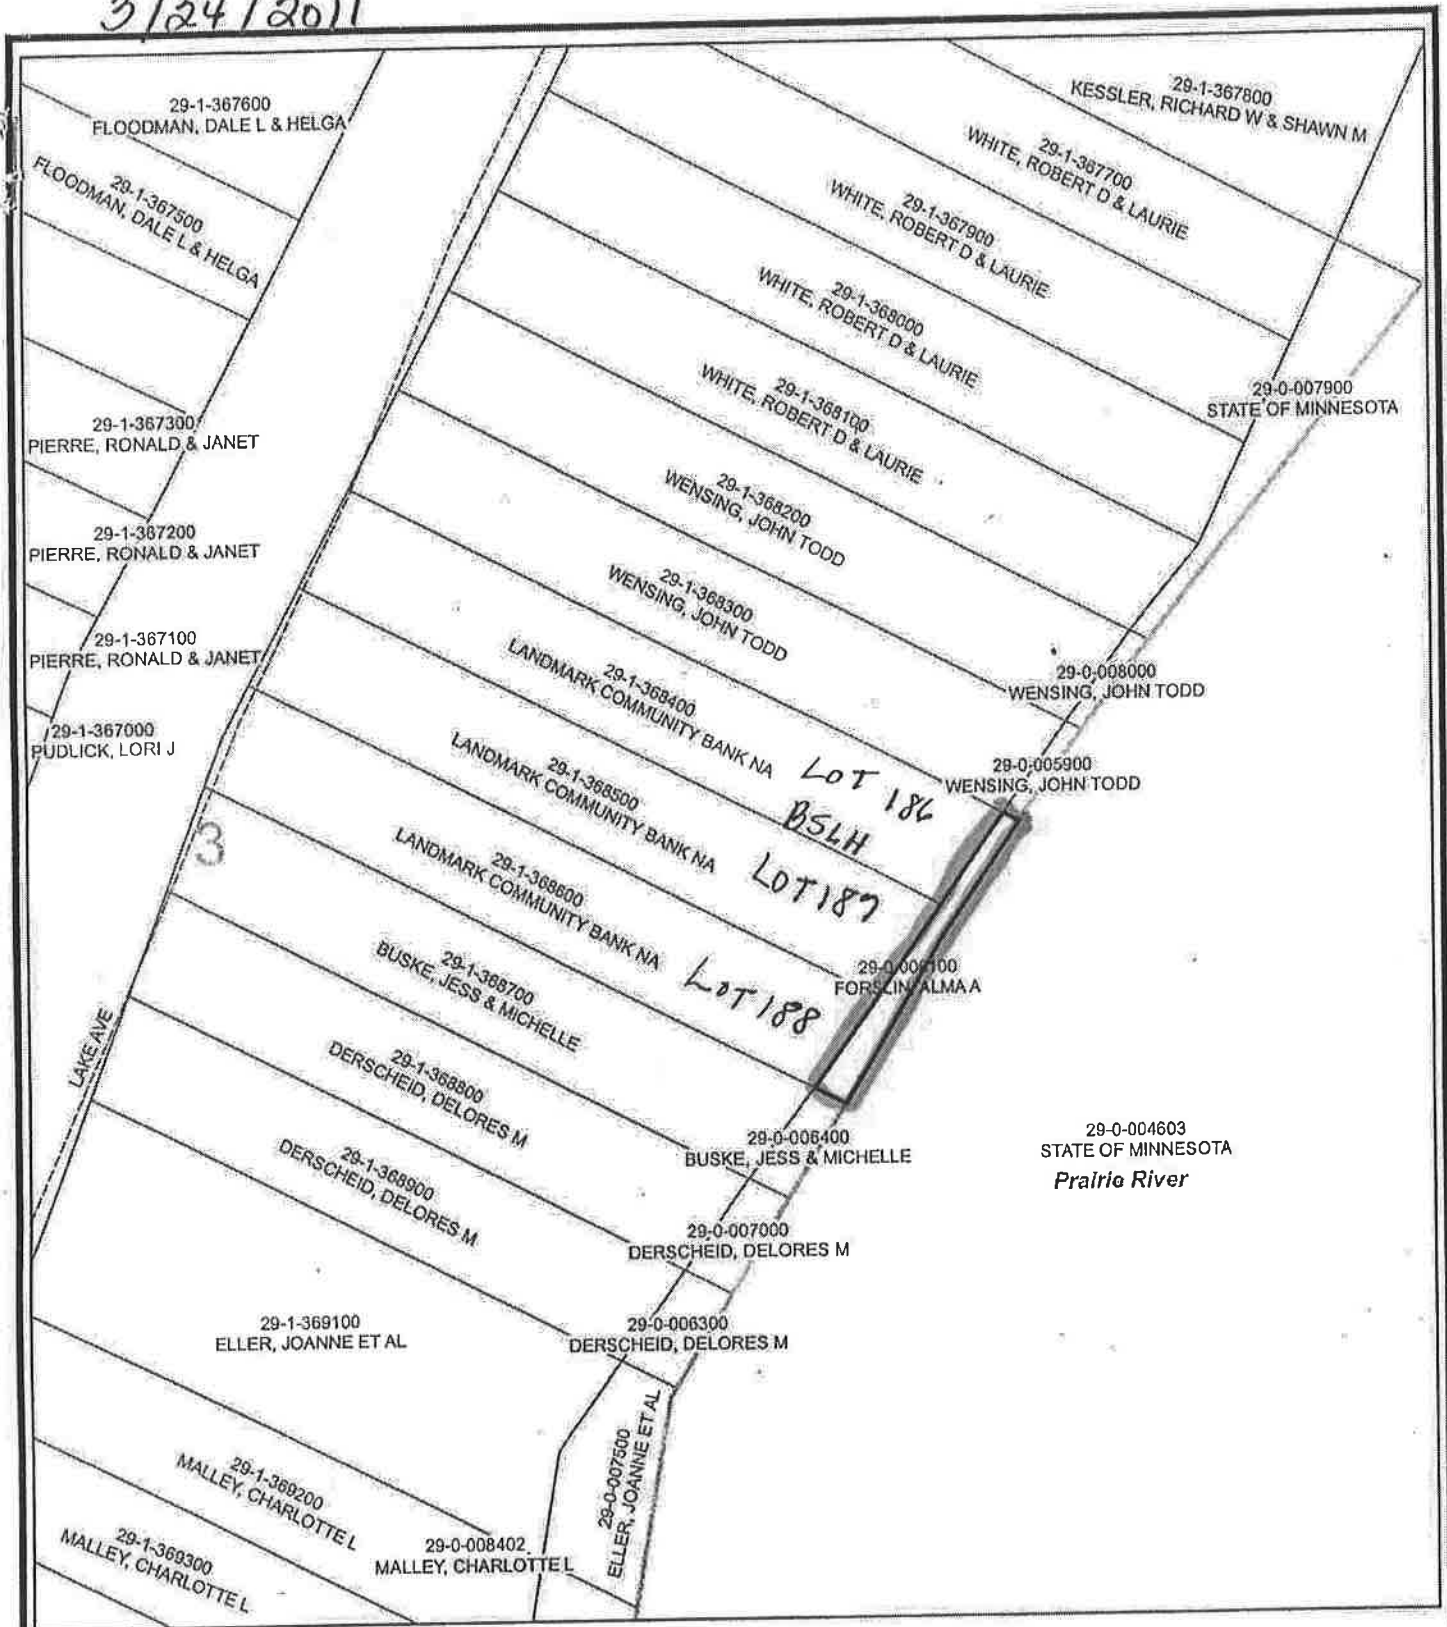 3/24/2011
29-1-367600
FLOODMAN, DALE L & HELGA
29-1-367500
FLOODMAN, DALE L & HELGA
29-1-367300
PIERRE, RONALD & JANET
29-1-367200
PIERRE, RONALD & JANET
29-1-367100
PIERRE, RONALD & JANET
29-1-367000
PUDLICK, LORI J
29-1-367800
KESSLER, RICHARD W & SHAWN M
29-1-367700
WHITE, ROBERT D & LAURIE
29-1-367900
WHITE, ROBERT D & LAURIE
29-1-368000
WHITE, ROBERT D & LAURIE
29-1-368100
WHITE, ROBERT D & LAURIE
29-0-007900
STATE OF MINNESOTA
29-1-368200
WENSING, JOHN TODD
29-1-368300
WENSING, JOHN TODD
29-0-008000
WENSING, JOHN TODD
29-0-005900
WENSING, JOHN TODD
29-1-368400
LANDMARK COMMUNITY BANK NA
LOT 186
BSLH
29-1-368500
LANDMARK COMMUNITY BANK NA
LOT 187
29-1-368600
LANDMARK COMMUNITY BANK NA
LOT 188
3
29-0-006100
FORSLIN, ALMA A
29-1-368700
BUSKE, JESS & MICHELLE
29-1-368800
DERSCHEID, DELORES M
29-1-368900
DERSCHEID, DELORES M
LAKE AVE
29-0-006400
BUSKE, JESS & MICHELLE
29-0-004603
STATE OF MINNESOTA
Prairie River
29-0-007000
DERSCHEID, DELORES M
29-0-006300
DERSCHEID, DELORES M
29-1-369100
ELLER, JOANNE ET AL
29-0-007500
ELLER, JOANNE ET AL
29-1-369200
MALLEY, CHARLOTTE L
29-1-369300
MALLEY, CHARLOTTE L
29-0-008402
MALLEY, CHARLOTTE L